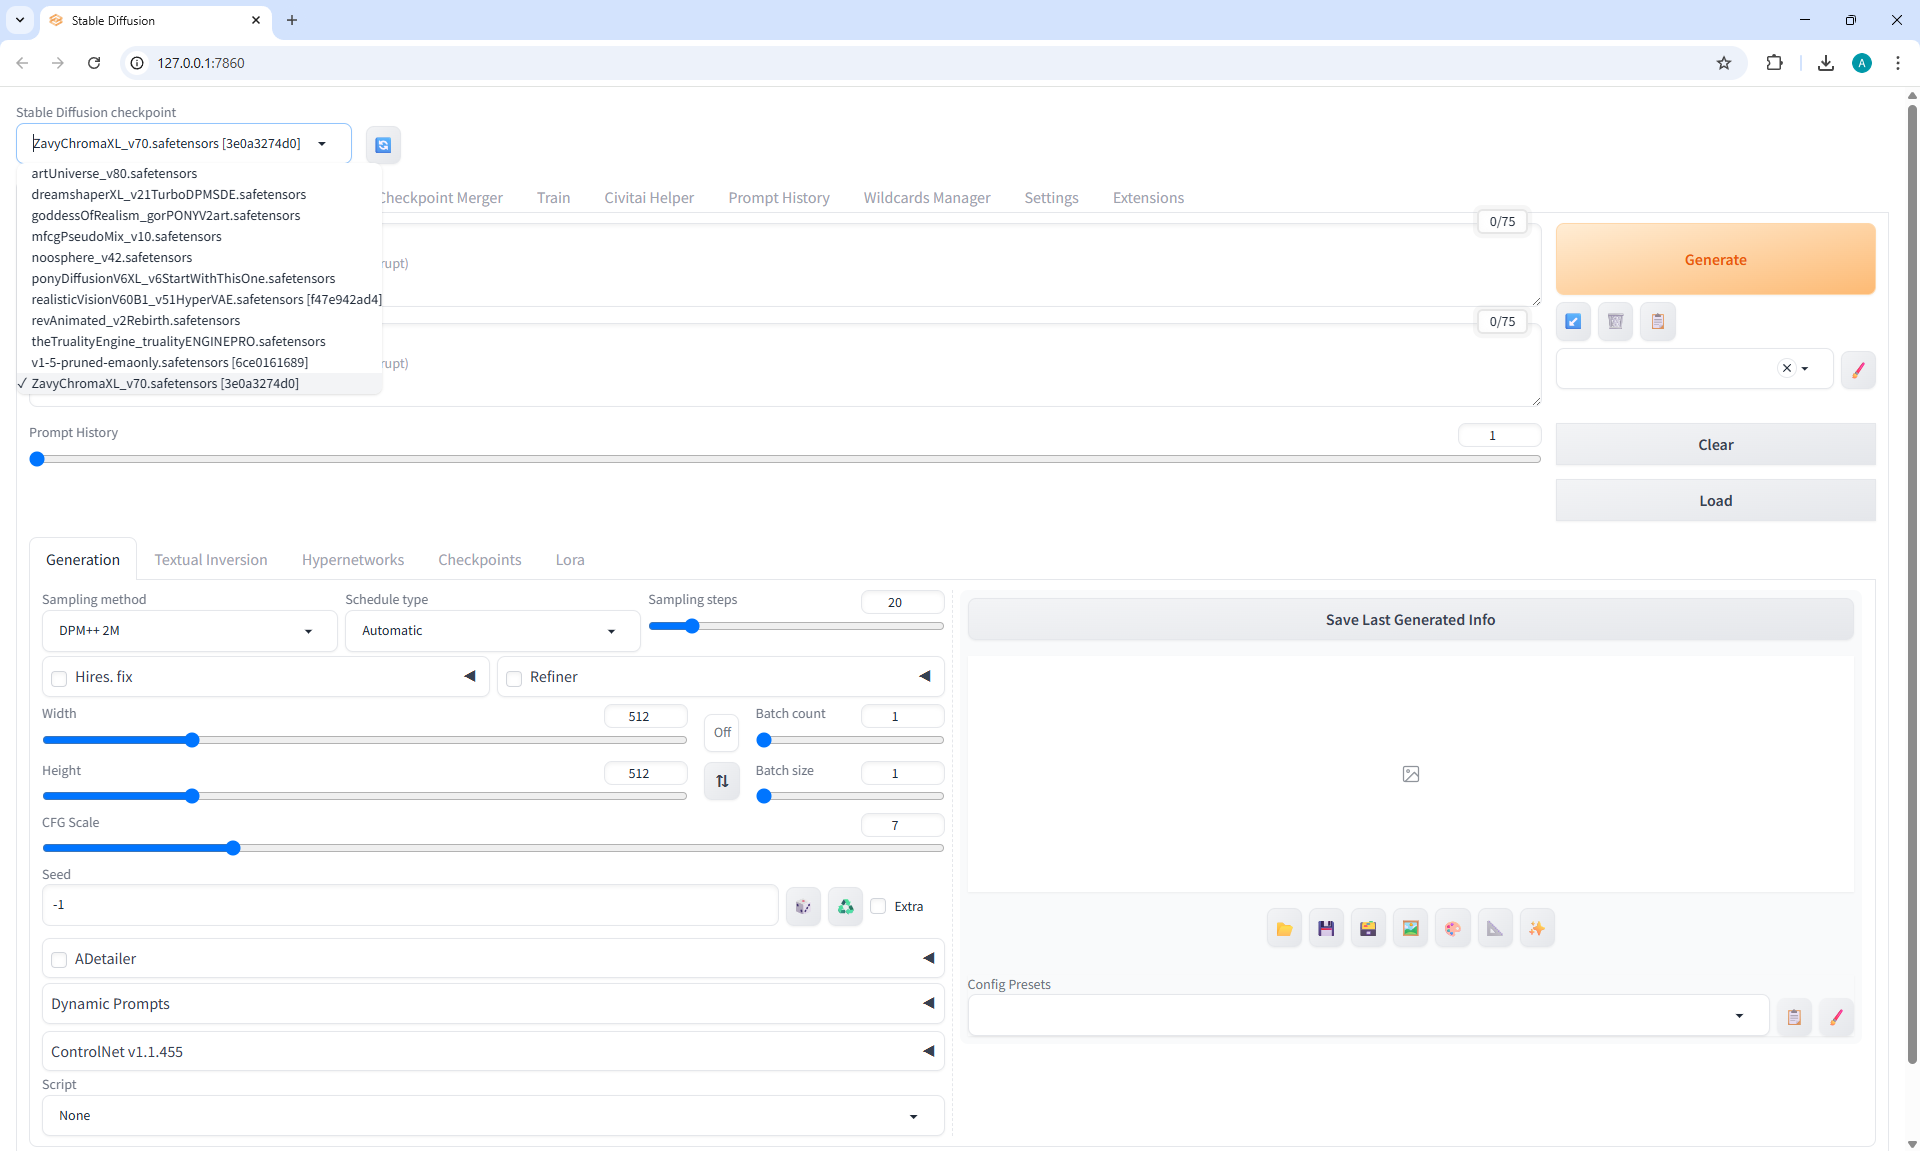 Stable Diffusion
127.0.0.1:7860
A
Stable Diffusion checkpoint
ZavyChromaXL_v70.safetensors [3e0a3274d0]
artUniverse_v80.safetensors
dreamshaperXL_v21TurboDPMSDE.safetensors
goddessOfRealism_gorPONYV2art.safetensors
mfcgPseudoMix_v10.safetensors
noosphere_v42.safetensors
ponyDiffusionV6XL_v6StartWithThisOne.safetensors
realisticVisionV60B1_v51HyperVAE.safetensors [f47e942ad4]
revAnimated_v2Rebirth.safetensors
theTrualityEngine_trualityENGINEPRO.safetensors
v1-5-pruned-emaonly.safetensors [6ce0161689]
✓ ZavyChromaXL_v70.safetensors [3e0a3274d0]
Checkpoint Merger Train Civitai Helper Prompt History Wildcards Manager Settings Extensions
0/75
rupt)
Generate
0/75
rupt)
Prompt History 1
Clear
Load
Generation Textual Inversion Hypernetworks Checkpoints Lora
Sampling method Schedule type Sampling steps 20
DPM++ 2M Automatic
Hires. fix Refiner
Width 512 Off Batch count 1
Height 512 Batch size 1
CFG Scale 7
Seed
-1 Extra
ADetailer
Dynamic Prompts
ControlNet v1.1.455
Script
None
Save Last Generated Info
Config Presets